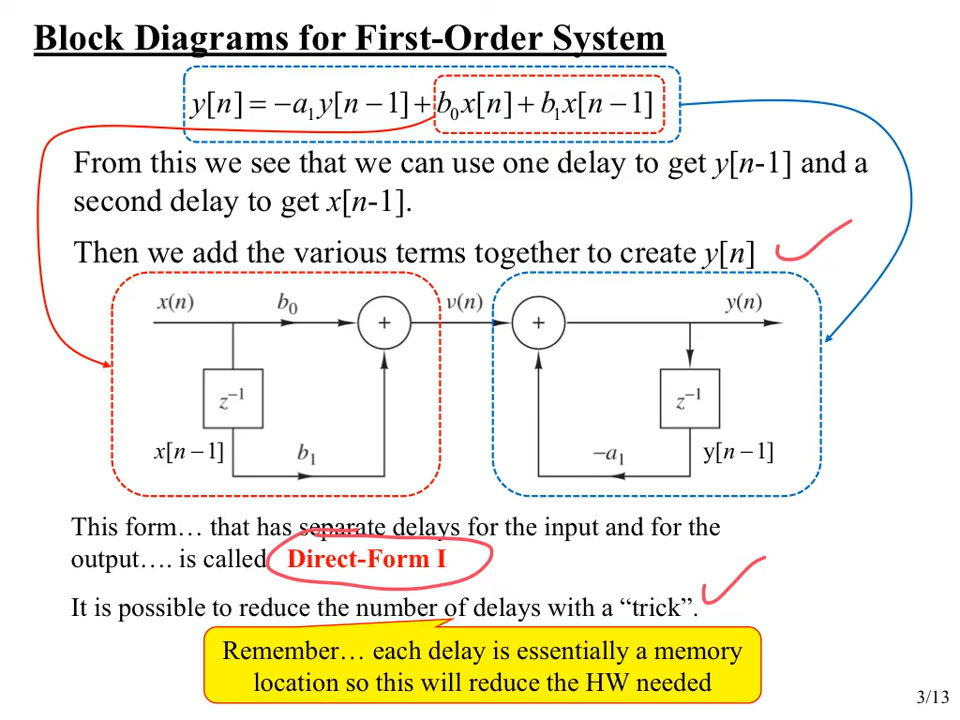 Block Diagrams for First-Order System
y[n] = −a₁y[n − 1] + b₀x[n] + b₁x[n − 1]
From this we see that we can use one delay to get y[n-1] and a
second delay to get x[n-1].
Then we add the various terms together to create y[n]
x(n) b₀ + v(n) + y(n)
z⁻¹ z⁻¹
x[n − 1] b₁ −a₁ y[n − 1]
This form… that has separate delays for the input and for the
output…. is called Direct-Form I
It is possible to reduce the number of delays with a “trick”.
Remember… each delay is essentially a memory
location so this will reduce the HW needed
3/13